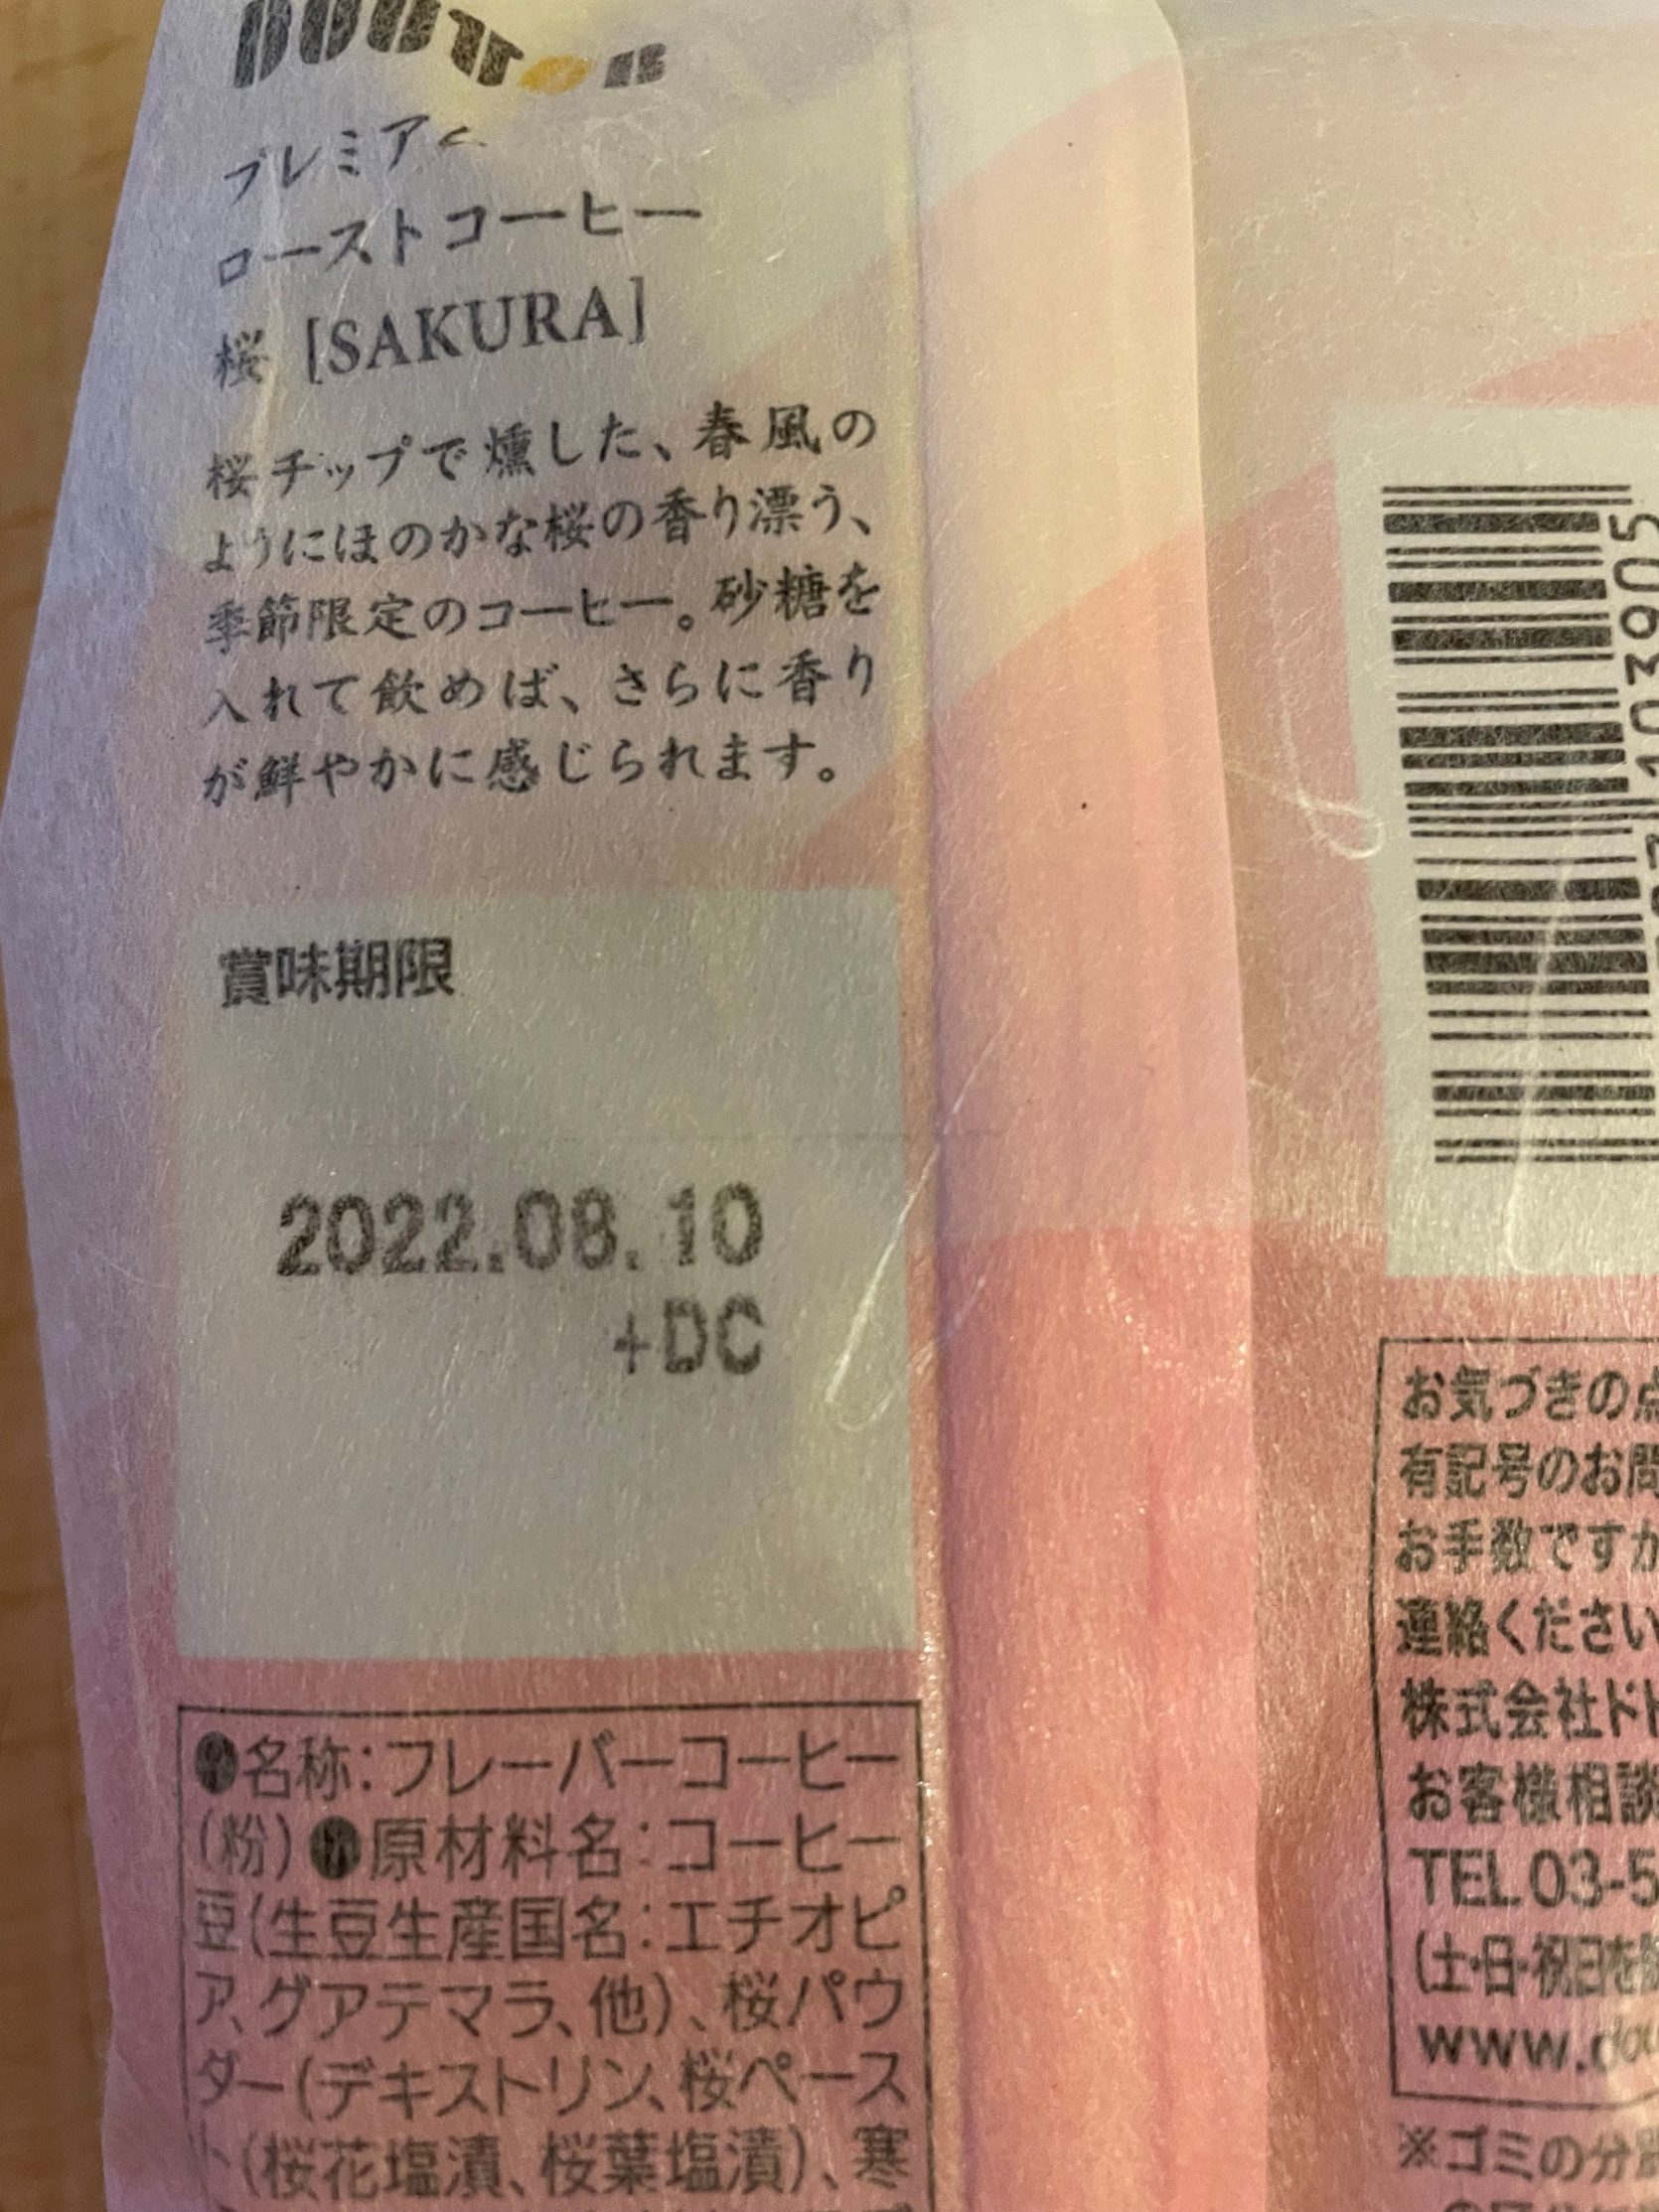 DOUTOR
プレミアム
ローストコーヒー
桜 [SAKURA]
桜チップで燻した、春風の
ようにほのかな桜の香り漂う、
季節限定のコーヒー。砂糖を
入れて飲めば、さらに香り
が鮮やかに感じられます。
賞味期限
2022.08.10
+DC
●名称:フレーバーコーヒー
(粉)●原材料名:コーヒー
豆(生豆生産国名:エチオピ
ア、グアテマラ、他)、桜パウ
ダー(デキストリン、桜ペース
ト(桜花塩漬、桜葉塩漬)、寒
103905
お気づきの点
有記号のお問
お手数ですが
連絡ください
株式会社ドト
お客様相談
TEL.03-5
(土・日・祝日を除
www.dou
※ゴミの分別